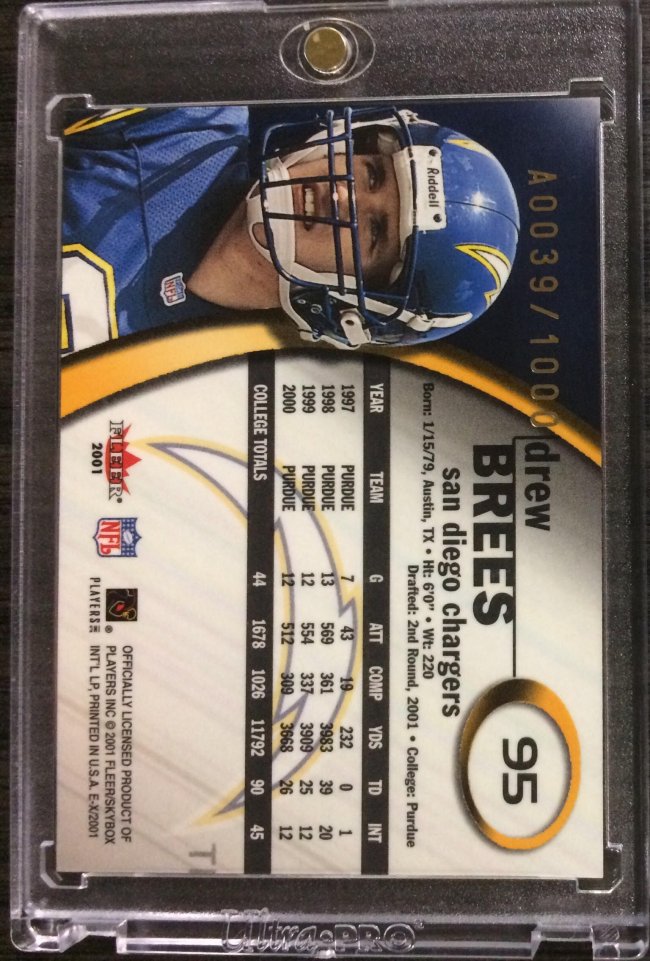 A0039/1000
Riddell
NFL
drew
BREES
san diego chargers
95
Born: 1/15/79, Austin, TX • Ht: 6'0" • Wt: 220
Drafted: 2nd Round, 2001 • College: Purdue
YEAR TEAM G ATT COMP YDS TD INT
1997 PURDUE 7 43 19 232 0 1
1998 PURDUE 13 569 361 3983 39 20
1999 PURDUE 12 554 337 3909 25 12
2000 PURDUE 12 512 309 3668 26 12
COLLEGE TOTALS 44 1678 1026 11792 90 45
FLEER
2001
NFL
PLAYERS INC
OFFICIALLY LICENSED PRODUCT OF
PLAYERS INC © 2001 FLEER/SKYBOX
INT'L LP, PRINTED IN U.S.A. E-X/2001
Ultra•PRO